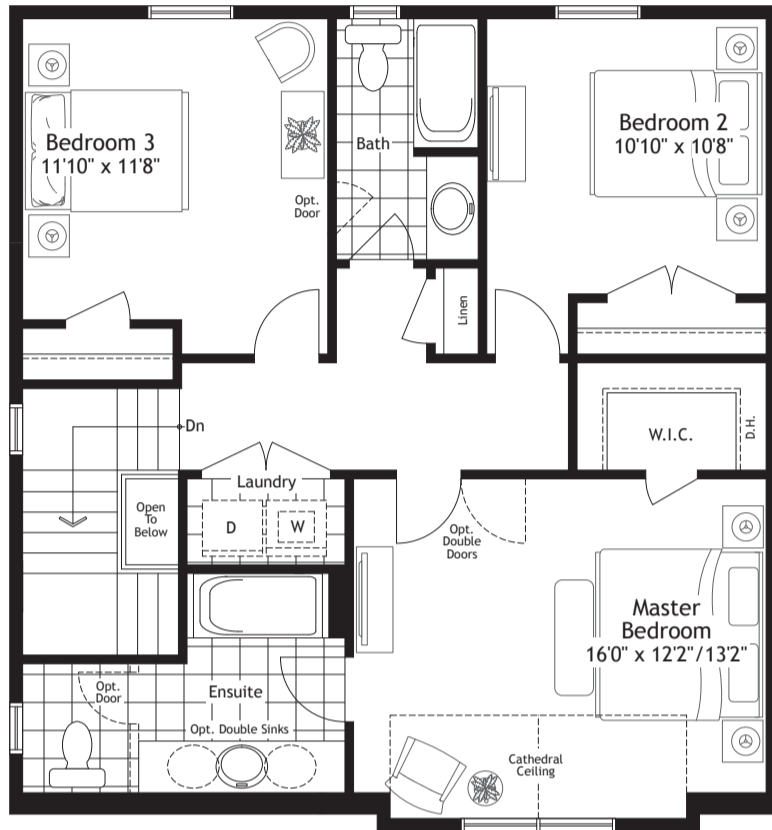 Bedroom 3
11'10" x 11'8"
Opt.
Door
Bath
Bedroom 2
10'10" x 10'8"
Linen
Dn
W.I.C.
D.H.
Laundry
D
W
Open
To
Below
Opt.
Double
Doors
Master
Bedroom
16'0" x 12'2"/13'2"
Opt.
Door
Ensuite
Opt. Double Sinks
Cathedral
Ceiling